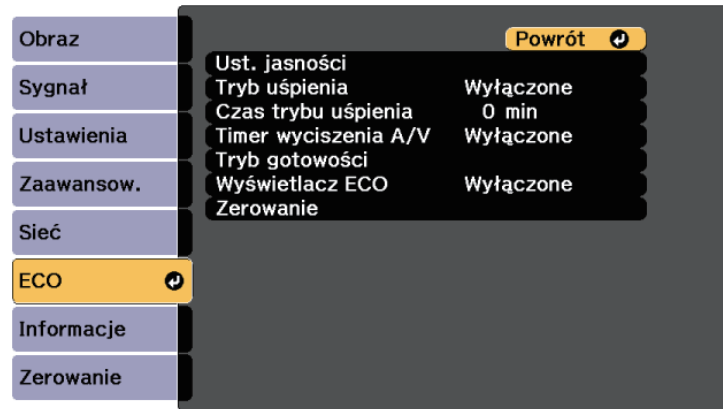 Obraz
Sygnał
Ustawienia
Zaawansow.
Sieć
ECO
Informacje
Zerowanie
Powrót
Ust. jasności
Tryb uśpienia Wyłączone
Czas trybu uśpienia 0 min
Timer wyciszenia A/V Wyłączone
Tryb gotowości
Wyświetlacz ECO Wyłączone
Zerowanie